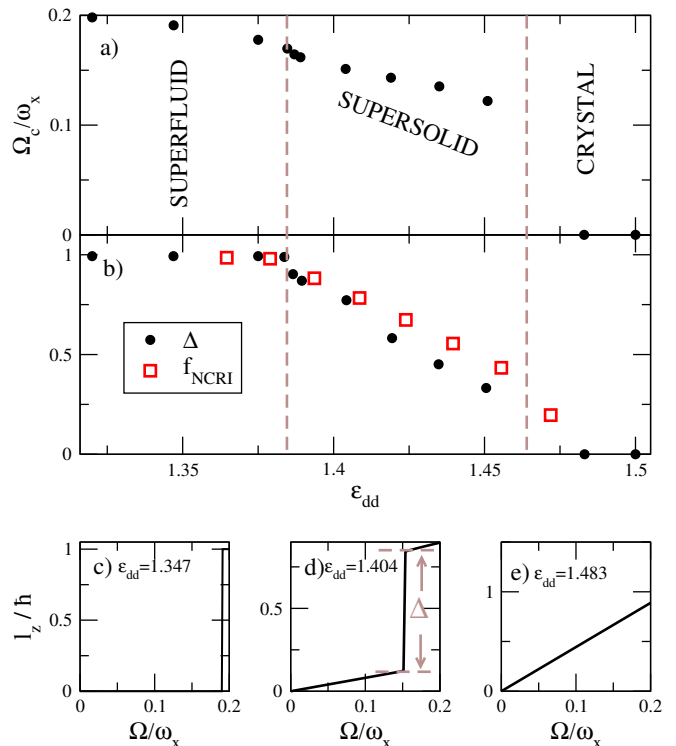 0.2
a)
0.1
0
Ω_c/ω_x
SUPERFLUID
SUPERSOLID
CRYSTAL
b)
1
0.5
0
Δ
f_NCRI
1.35
1.4
1.45
1.5
ε_dd
c) ε_dd=1.347
1
0.5
0
l_z / ħ
0
0.1
0.2
Ω/ω_x
d) ε_dd=1.404
0.5
0
Δ
0
0.1
0.2
Ω/ω_x
e) ε_dd=1.483
1
0
0
0.1
0.2
Ω/ω_x